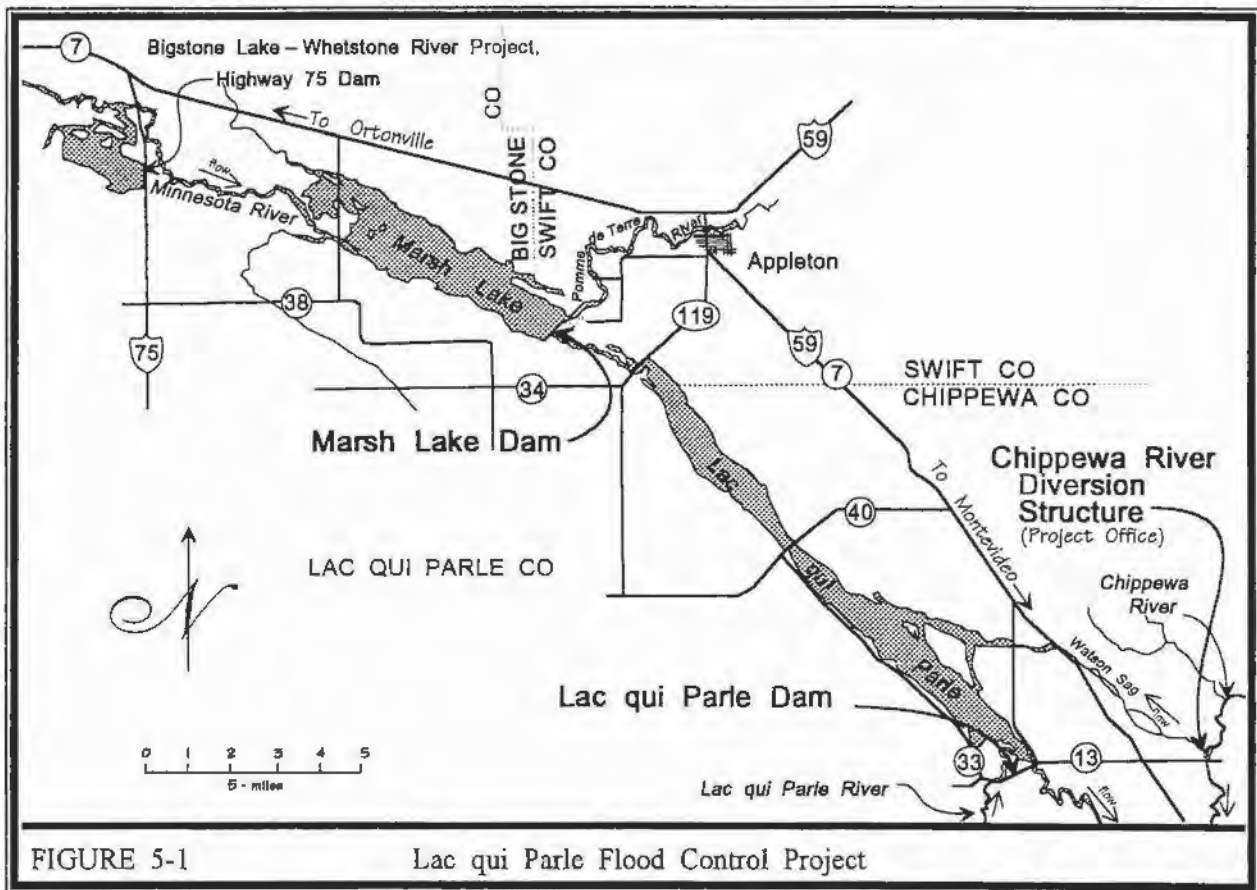 Bigstone Lake – Whetstone River Project,
7
Highway 75 Dam
To Ortonville
CO
BIG STONE
SWIFT CO
59
flow
Minnesota River
Pomme
de Terre
River
Appleton
Marsh
Lake
38
119
75
59
7
SWIFT CO
CHIPPEWA CO
34
Marsh Lake Dam
Lac
qui
Parle
To Montevideo
Chippewa River
Diversion
Structure
(Project Office)
40
LAC QUI PARLE CO
N
Chippewa
River
Watson Sag
flow
Lac qui Parle Dam
0 1 2 3 4 5
5 - miles
33
13
Lac qui Parle River
flow
FIGURE 5-1 Lac qui Parle Flood Control Project